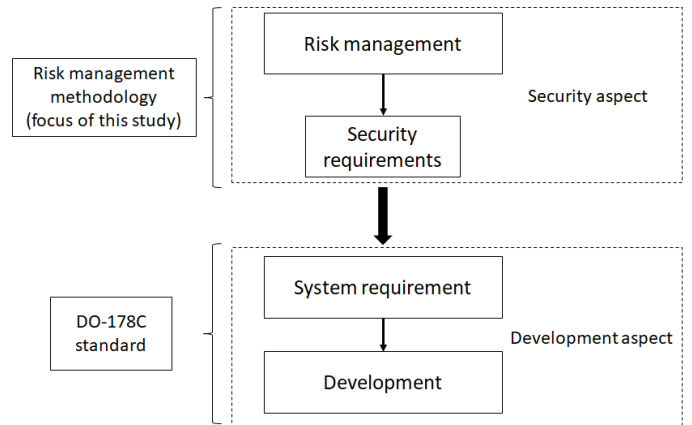 Risk management
Risk management
methodology
(focus of this study)
Security aspect
Security
requirements
System requirement
DO-178C
standard
Development aspect
Development